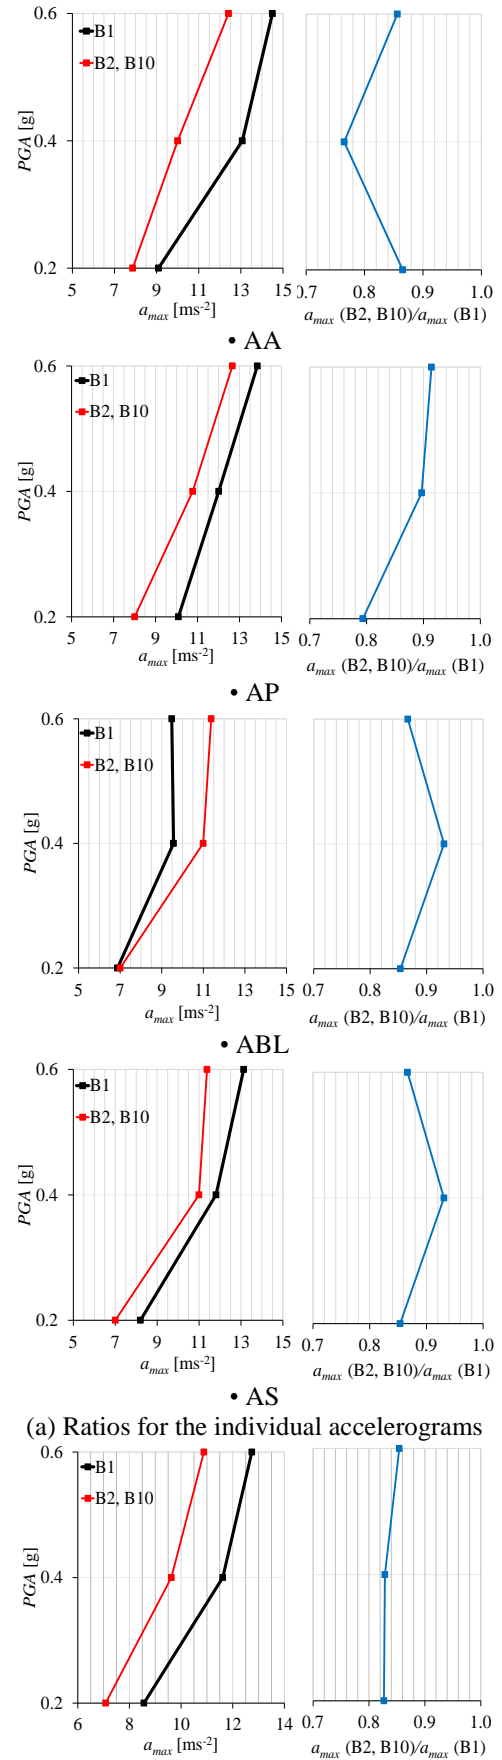 0.6
B1
B2, B10
PGA [g]
0.4
0.2
5 7 9 11 13 15
a_max [ms-2]
0.7 0.8 0.9 1.0
a_max (B2, B10)/a_max (B1)
• AA
0.6
B1
B2, B10
PGA [g]
0.4
0.2
5 7 9 11 13 15
a_max [ms-2]
0.7 0.8 0.9 1.0
a_max (B2, B10)/a_max (B1)
• AP
0.6
B1
B2, B10
PGA [g]
0.4
0.2
5 7 9 11 13 15
a_max [ms-2]
0.7 0.8 0.9 1.0
a_max (B2, B10)/a_max (B1)
• ABL
0.6
B1
B2, B10
PGA [g]
0.4
0.2
5 7 9 11 13 15
a_max [ms-2]
0.7 0.8 0.9 1.0
a_max (B2, B10)/a_max (B1)
• AS
(a) Ratios for the individual accelerograms
0.6
B1
B2, B10
PGA [g]
0.4
0.2
6 8 10 12 14
a_max [ms-2]
0.7 0.8 0.9 1.0
a_max (B2, B10)/a_max (B1)